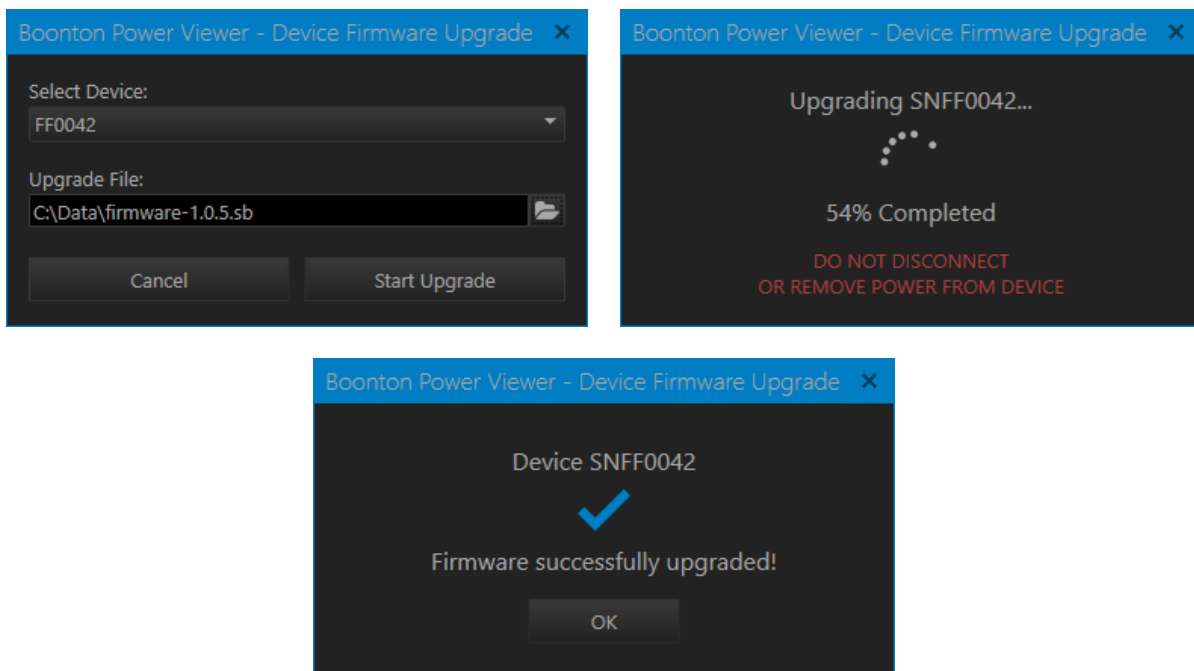 Boonton Power Viewer - Device Firmware Upgrade
Select Device:
FF0042
Upgrade File:
C:\Data\firmware-1.0.5.sb
Cancel
Start Upgrade
Boonton Power Viewer - Device Firmware Upgrade
Upgrading SNFF0042...
54% Completed
DO NOT DISCONNECT
OR REMOVE POWER FROM DEVICE
Boonton Power Viewer - Device Firmware Upgrade
Device SNFF0042
Firmware successfully upgraded!
OK